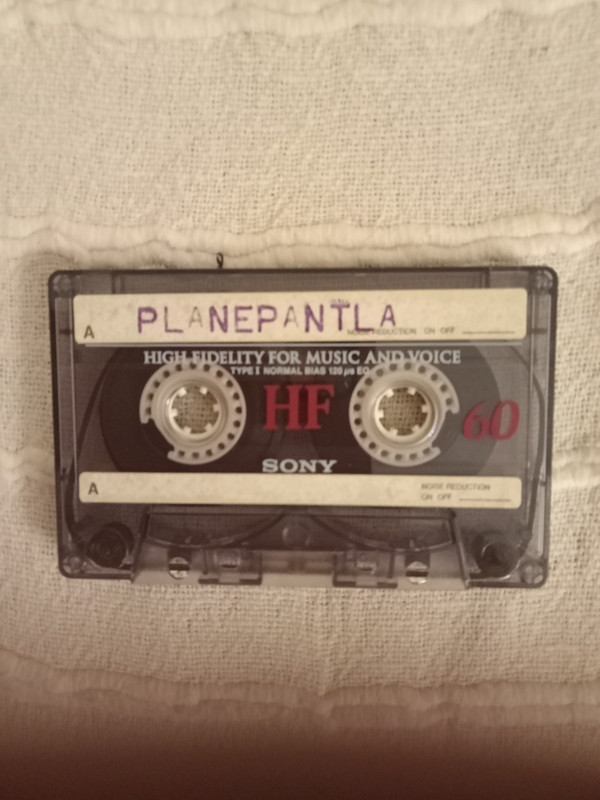 PLANEPANTLA
A
NOISE REDUCTION ON OFF
HIGH FIDELITY FOR MUSIC AND VOICE
TYPE I NORMAL BIAS 120 µs EQ
HF
60
SONY
A
NOISE REDUCTION
ON OFF